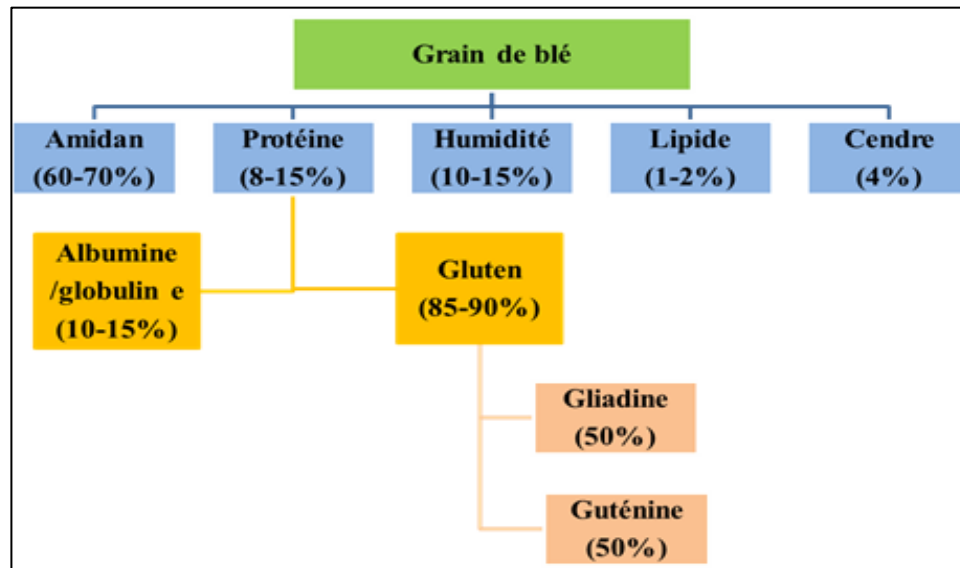 Grain de blé
Amidan
(60-70%)
Protéine
(8-15%)
Humidité
(10-15%)
Lipide
(1-2%)
Cendre
(4%)
Albumine
/globulin e
(10-15%)
Gluten
(85-90%)
Gliadine
(50%)
Guténine
(50%)